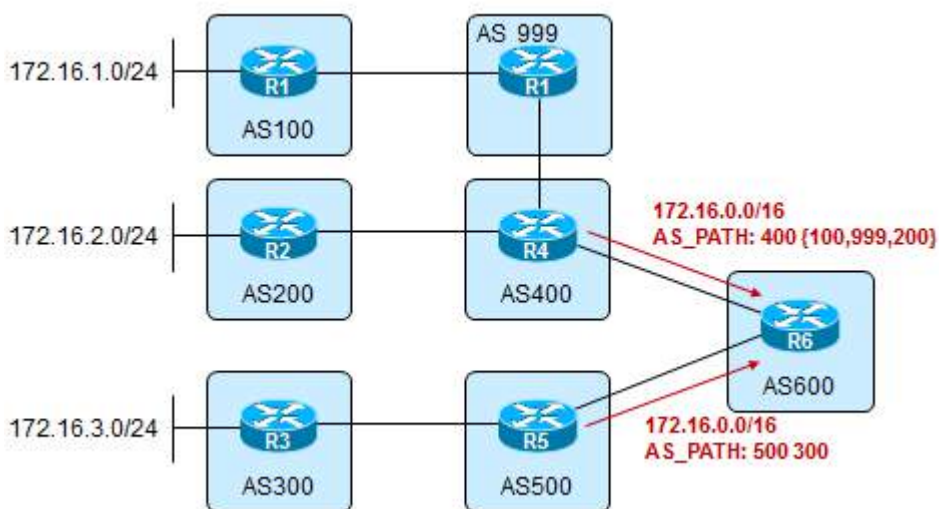 AS 999
172.16.1.0/24
R1
R1
AS100
172.16.0.0/16
AS_PATH: 400 {100,999,200}
172.16.2.0/24
R2
R4
AS200
AS400
R6
AS600
172.16.0.0/16
AS_PATH: 500 300
172.16.3.0/24
R3
R5
AS300
AS500